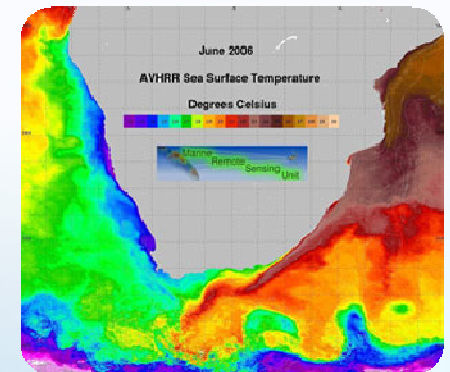 June 2006
AVHRR Sea Surface Temperature
Degrees Celsius
Marine
Remote
Sensing
Unit